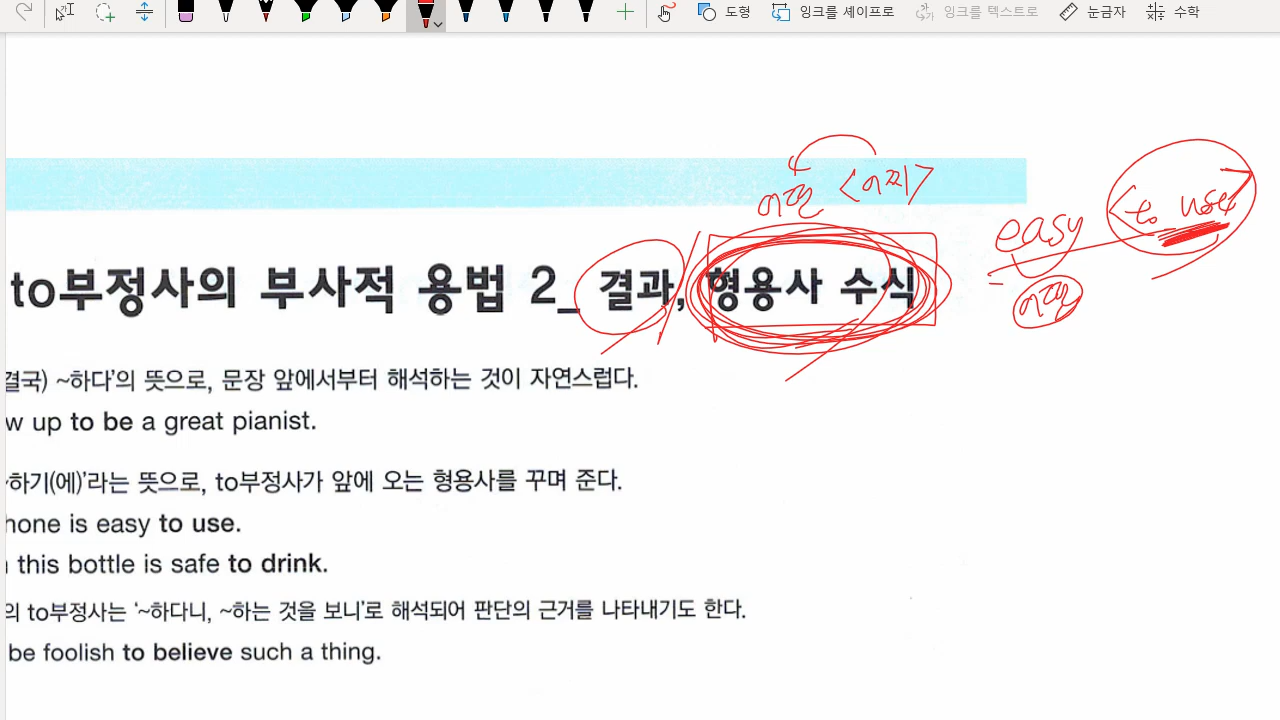 도형 잉크를 셰이프로 잉크를 텍스트로 눈금자 수학
어떤 <어찌>
easy <to use>
어떤
to부정사의 부사적 용법 2_ 결과, 형용사 수식
결국) ~하다'의 뜻으로, 문장 앞에서부터 해석하는 것이 자연스럽다.
w up to be a great pianist.
~하기(에)'라는 뜻으로, to부정사가 앞에 오는 형용사를 꾸며 준다.
hone is easy to use.
this bottle is safe to drink.
의 to부정사는 '~하다니, ~하는 것을 보니'로 해석되어 판단의 근거를 나타내기도 한다.
be foolish to believe such a thing.